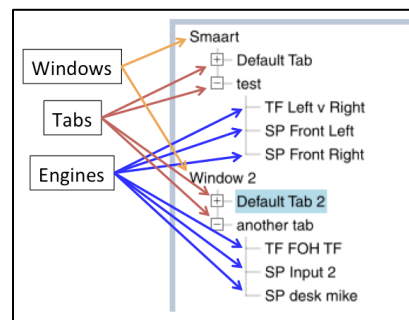 Smaart
Windows
Default Tab
test
Tabs
TF Left v Right
SP Front Left
Engines
SP Front Right
Window 2
Default Tab 2
another tab
TF FOH TF
SP Input 2
SP desk mike